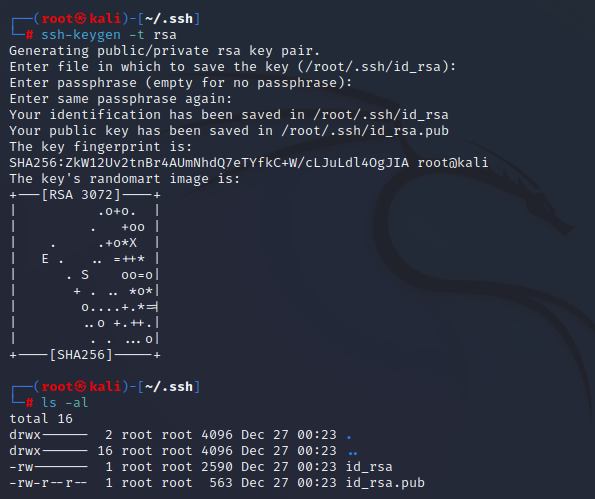 ┌──(root㉿kali)-[~/.ssh]
└─# ssh-keygen -t rsa
Generating public/private rsa key pair.
Enter file in which to save the key (/root/.ssh/id_rsa):
Enter passphrase (empty for no passphrase):
Enter same passphrase again:
Your identification has been saved in /root/.ssh/id_rsa
Your public key has been saved in /root/.ssh/id_rsa.pub
The key fingerprint is:
SHA256:ZkW12Uv2tnBr4AUmNhdQ7eTYfkC+W/cLJuLdl4OgJIA root@kali
The key's randomart image is:
+---[RSA 3072]----+
|          .o+o.  |
|         .   +oo |
|    .     .+o*X  |
|   E .   .. =++* |
|      . S    oo=o|
|       + . .. *o*|
|        o....+.*=|
|        ..o +.++.|
|         . . ...o|
+----[SHA256]-----+
┌──(root㉿kali)-[~/.ssh]
└─# ls -al
total 16
drwx------  2 root root 4096 Dec 27 00:23 .
drwx------ 16 root root 4096 Dec 27 00:23 ..
-rw-------  1 root root 2590 Dec 27 00:23 id_rsa
-rw-r--r--  1 root root  563 Dec 27 00:23 id_rsa.pub